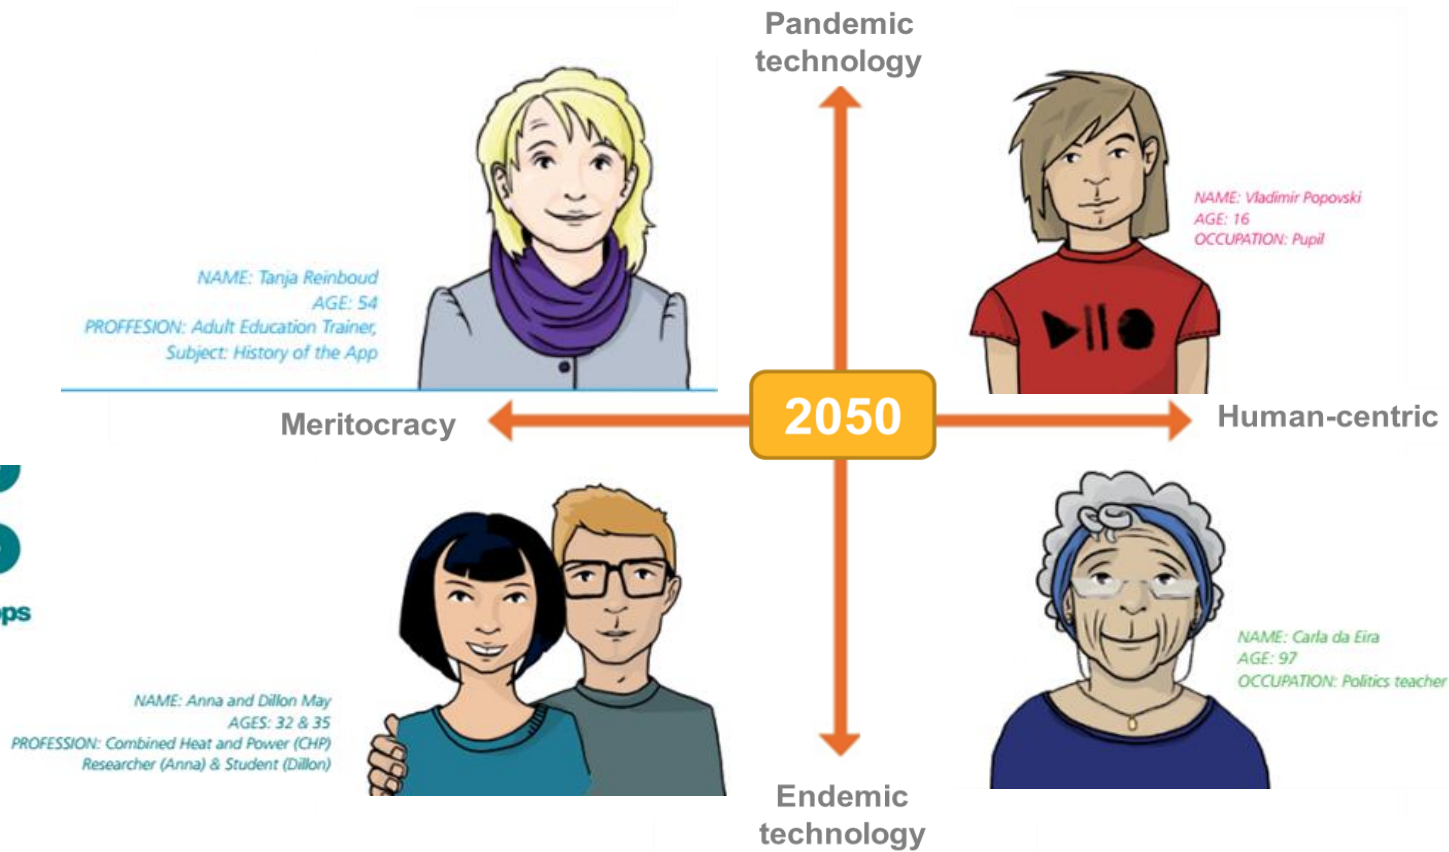 Pandemic
technology
NAME: Tanja Reinboud
AGE: 54
PROFFESION: Adult Education Trainer,
Subject: History of the App
NAME: Vladimir Popovski
AGE: 16
OCCUPATION: Pupil
Meritocracy
2050
Human-centric
NAME: Anna and Dillon May
AGES: 32 & 35
PROFESSION: Combined Heat and Power (CHP)
Researcher (Anna) & Student (Dillon)
NAME: Carla da Eira
AGE: 97
OCCUPATION: Politics teacher
Endemic
technology